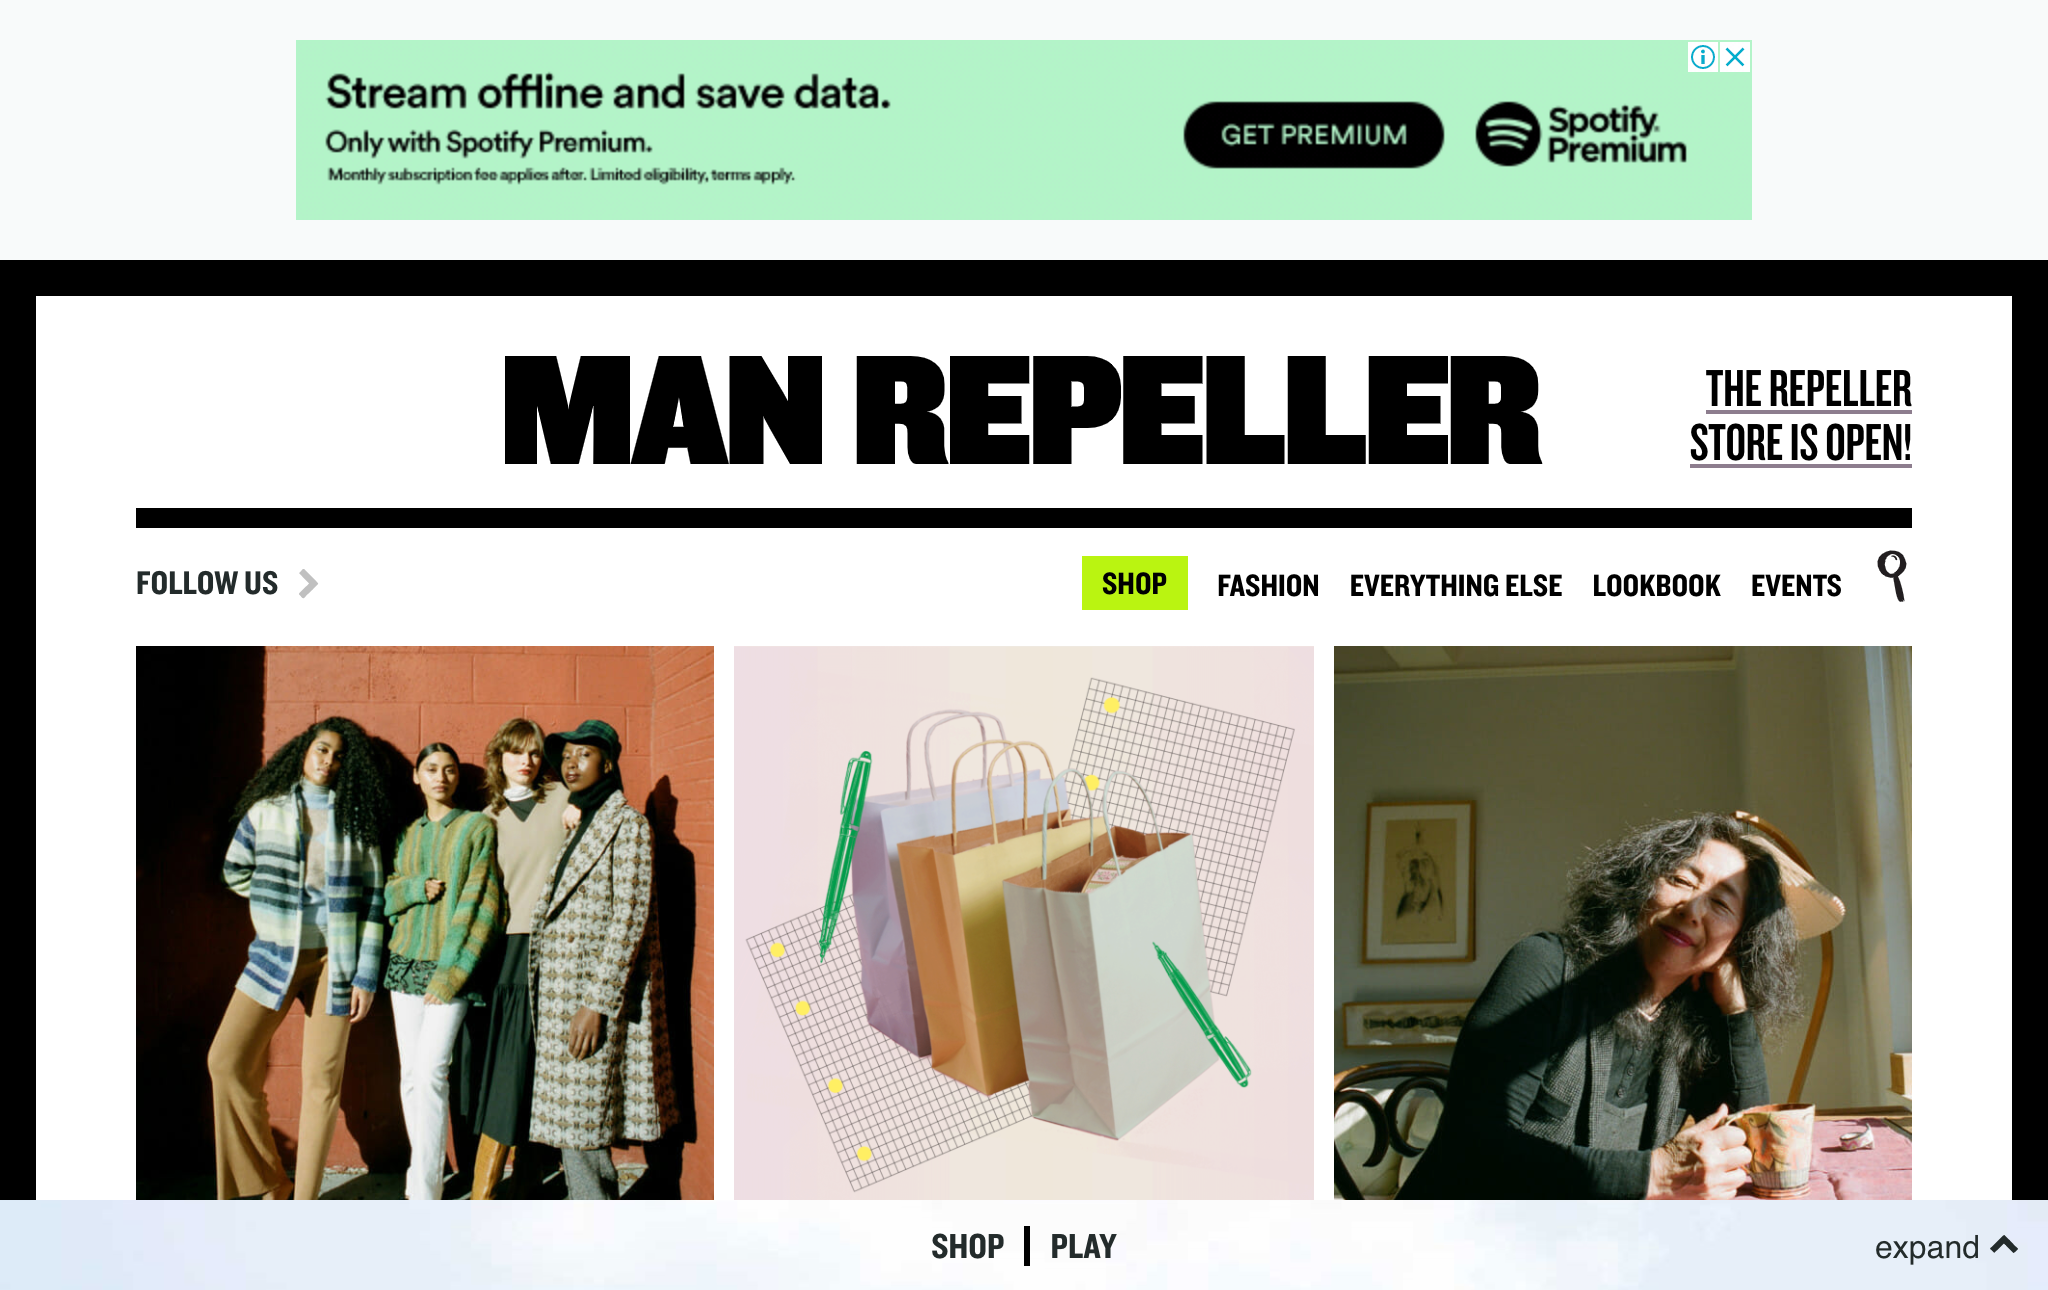 Stream offline and save data.
Only with Spotify Premium.
Monthly subscription fee applies after. Limited eligibility, terms apply.
GET PREMIUM
Spotify
Premium
MAN REPELLER
THE REPELLER
STORE IS OPEN!
FOLLOW US
SHOP FASHION EVERYTHING ELSE LOOKBOOK EVENTS
SHOP | PLAY
expand